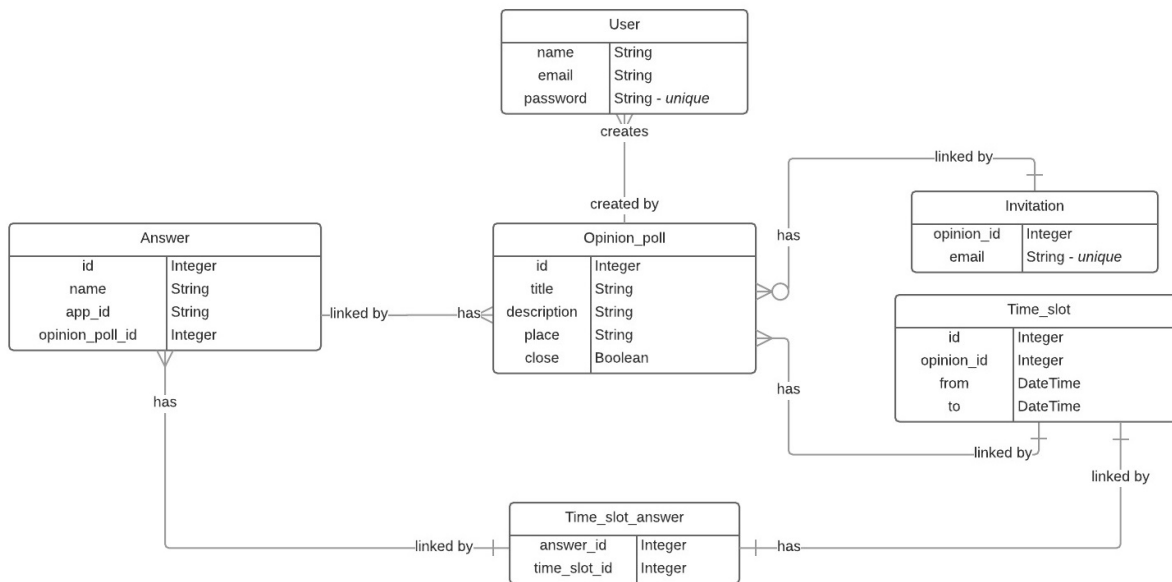 User
name String
email String
password String - unique
creates
created by
linked by
Invitation
opinion_id Integer
email String - unique
has
Answer
id Integer
name String
app_id String
opinion_poll_id Integer
linked by
has
Opinion_poll
id Integer
title String
description String
place String
close Boolean
Time_slot
id Integer
opinion_id Integer
from DateTime
to DateTime
has
linked by
has
linked by
linked by
Time_slot_answer
answer_id Integer
time_slot_id Integer
has